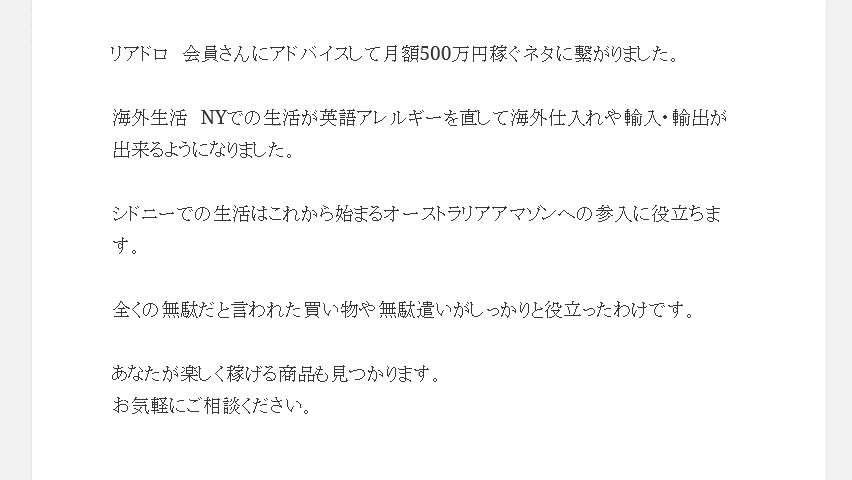 リアドロ　会員さんにアドバイスして月額500万円稼ぐネタに繋がりました。
海外生活　NYでの生活が英語アレルギーを直して海外仕入れや輸入・輸出が
出来るようになりました。
シドニーでの生活はこれから始まるオーストラリアアマゾンへの参入に役立ちま
す。
全くの無駄だと言われた買い物や無駄遣いがしっかりと役立ったわけです。
あなたが楽しく稼げる商品も見つかります。
お気軽にご相談ください。